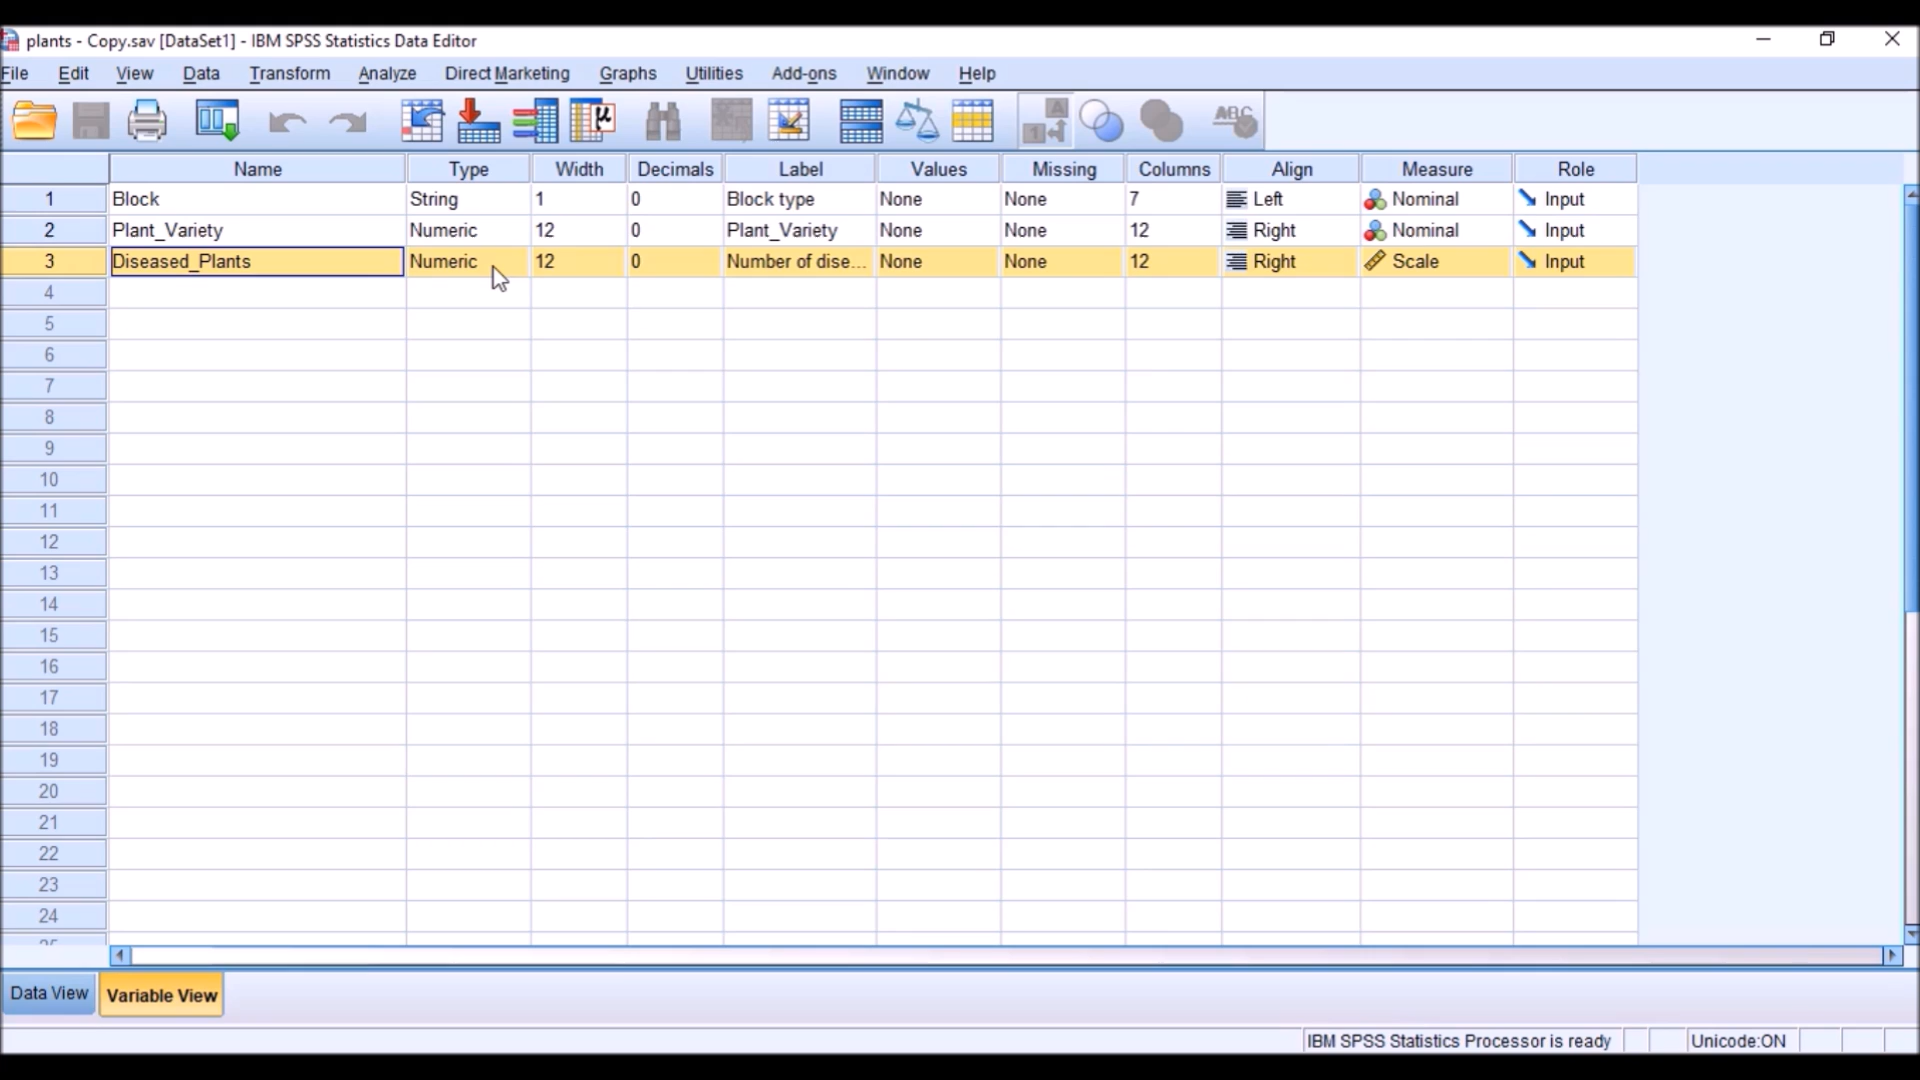 plants - Copy.sav [DataSet1] - IBM SPSS Statistics Data Editor
File Edit View Data Transform Analyze Direct Marketing Graphs Utilities Add-ons Window Help
Name Type Width Decimals Label Values Missing Columns Align Measure Role
1 Block String 1 0 Block type None None 7 Left Nominal Input
2 Plant_Variety Numeric 12 0 Plant_Variety None None 12 Right Nominal Input
3 Diseased_Plants Numeric 12 0 Number of dise... None None 12 Right Scale Input
4
5
6
7
8
9
10
11
12
13
14
15
16
17
18
19
20
21
22
23
24
25
Data View Variable View
IBM SPSS Statistics Processor is ready Unicode:ON